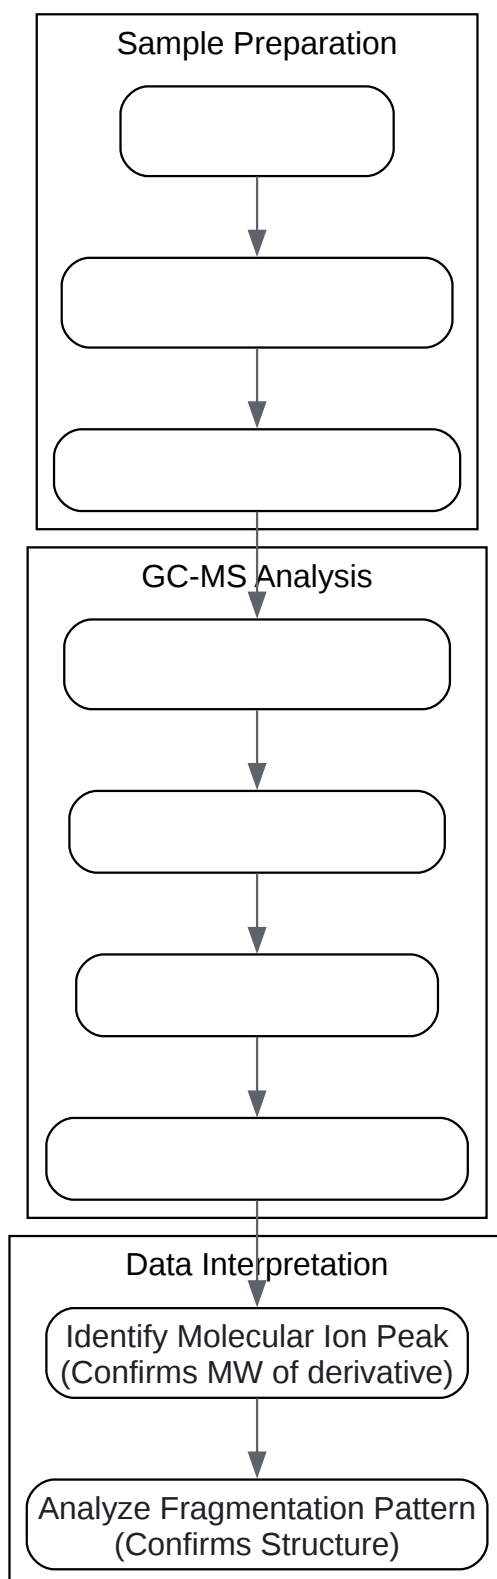 Sample Preparation
GC-MS Analysis
Data Interpretation
Identify Molecular Ion Peak
(Confirms MW of derivative)
Analyze Fragmentation Pattern
(Confirms Structure)